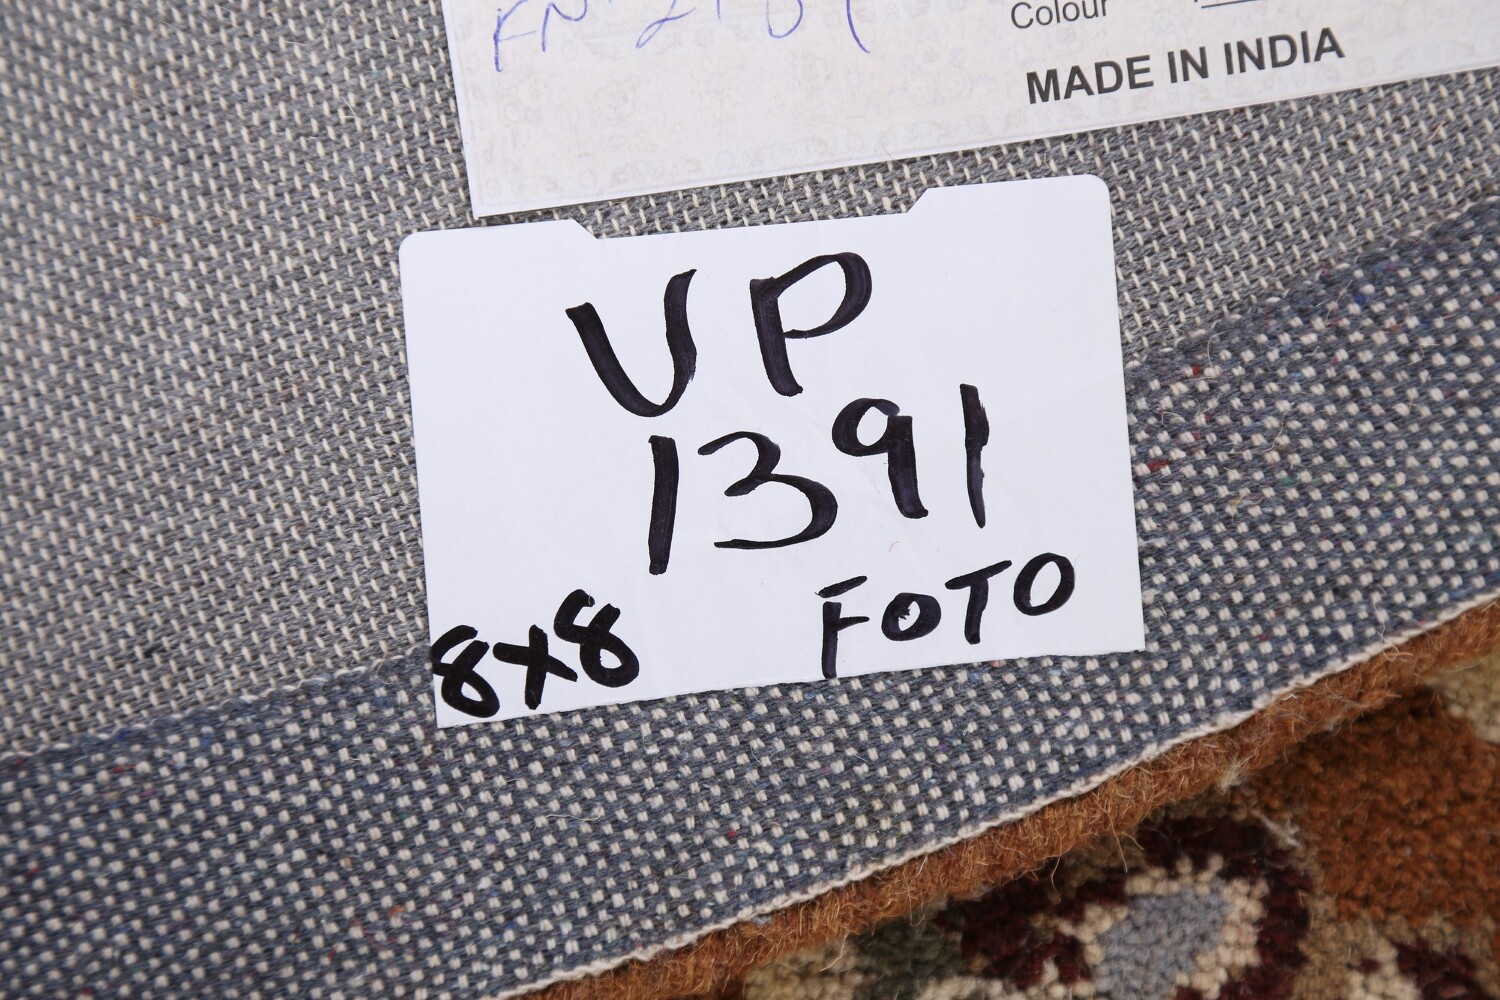 Colour
MADE IN INDIA
UP
1391
8x8 FOTO